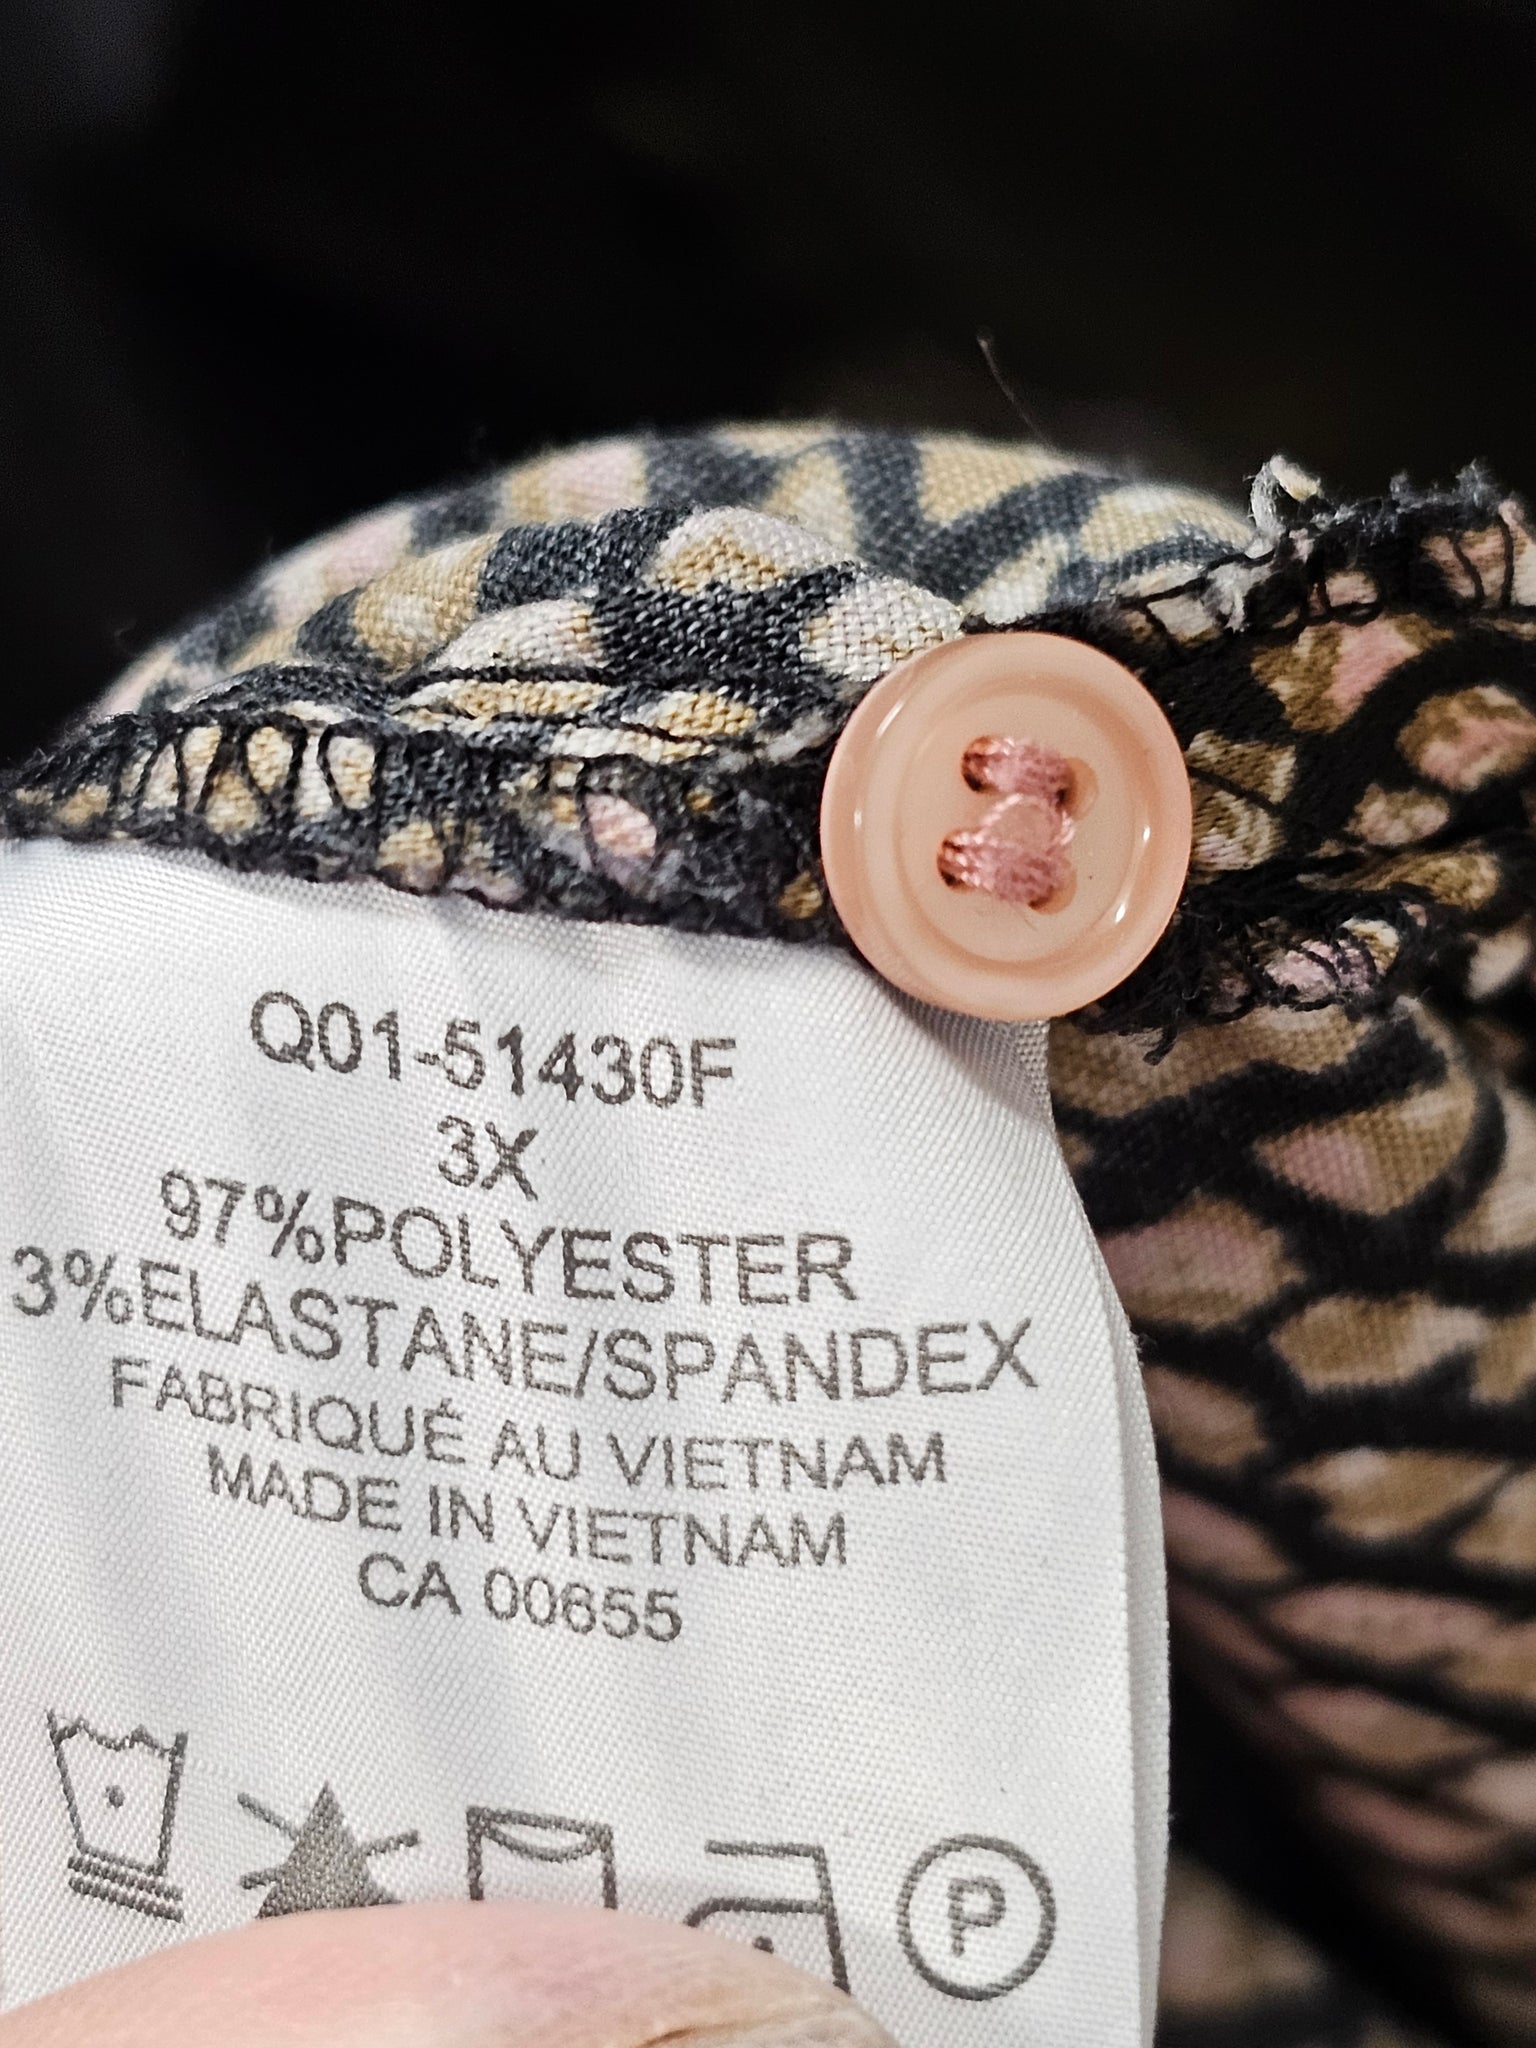 Q01-51430F
3X
97%POLYESTER
3%ELASTANE/SPANDEX
FABRIQUÉ AU VIETNAM
MADE IN VIETNAM
CA 00655
P